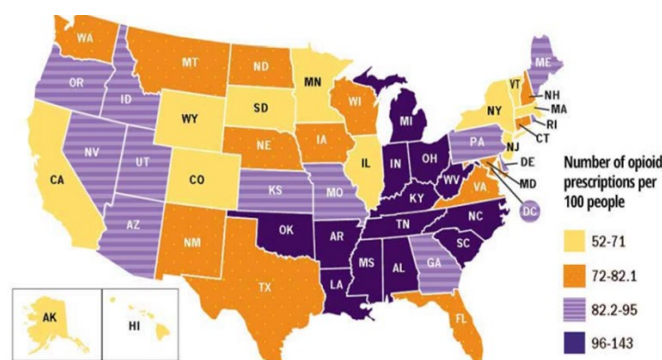 WA
MT
ND
MN
ME
OR
ID
WY
SD
WI
MI
NY
VT
NH
MA
RI
CT
NV
UT
CO
NE
IA
IL
IN
OH
PA
NJ
DE
MD
DC
CA
AZ
NM
KS
MO
KY
WV
VA
OK
AR
TN
NC
SC
TX
LA
MS
AL
GA
FL
AK
HI
Number of opioid
prescriptions per
100 people
52-71
72-82.1
82.2-95
96-143